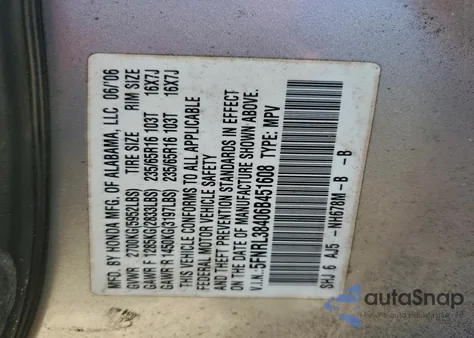 MFD. BY HONDA MFG. OF ALABAMA, LLC 06/'06
GVWR 2700KG(5952LBS) TIRE SIZE RIM SIZE
GAWR F 1285KG(2833LBS) 235/65R16 103T 16X7J
GAWR R 1450KG(3197LBS) 235/65R16 103T 16X7J
THIS VEHICLE CONFORMS TO ALL APPLICABLE
FEDERAL MOTOR VEHICLE SAFETY AND
THEFT PREVENTION STANDARDS IN EFFECT
ON THE DATE OF MANUFACTURE SHOWN ABOVE.
V.I.N.: 5FNRL38406B451608 TYPE: MPV
SHJ 6 AJ5 -NH678M-B -B
autoSnap